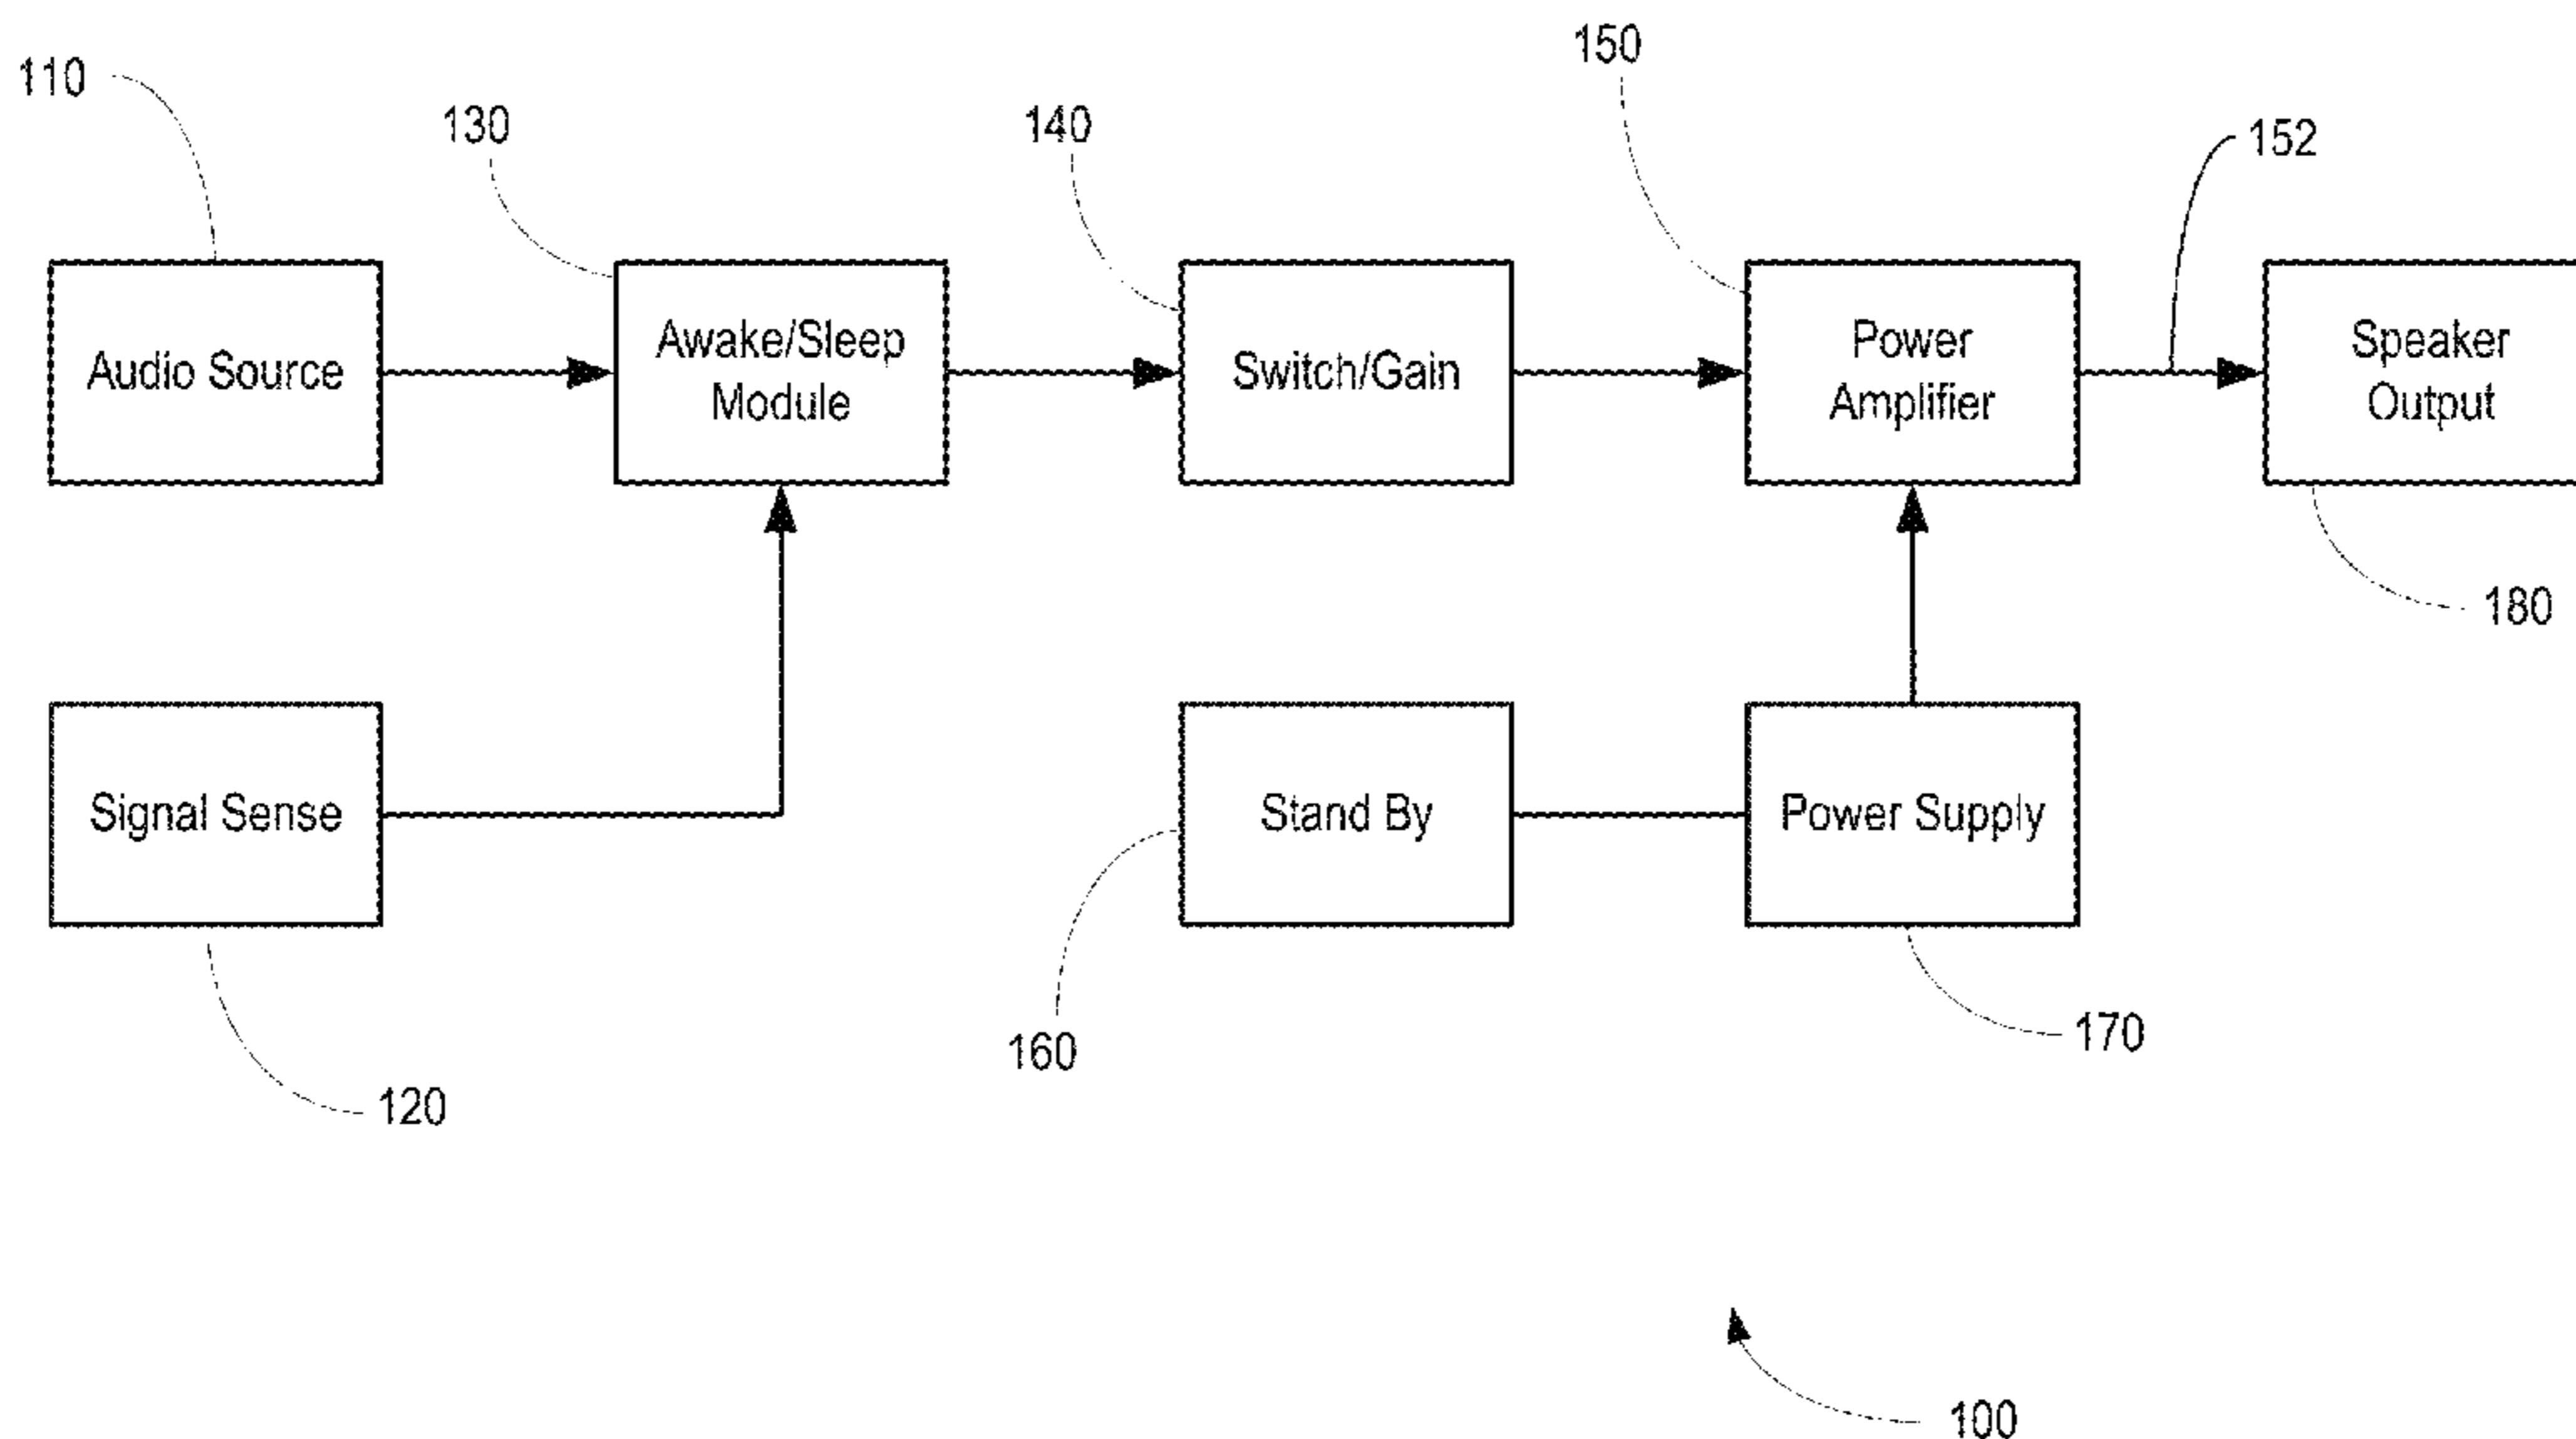 150
110
130
140
152
Audio Source
Awake/Sleep
Module
Switch/Gain
Power
Amplifier
Speaker
Output
180
Signal Sense
Stand By
Power Supply
160
170
120
100